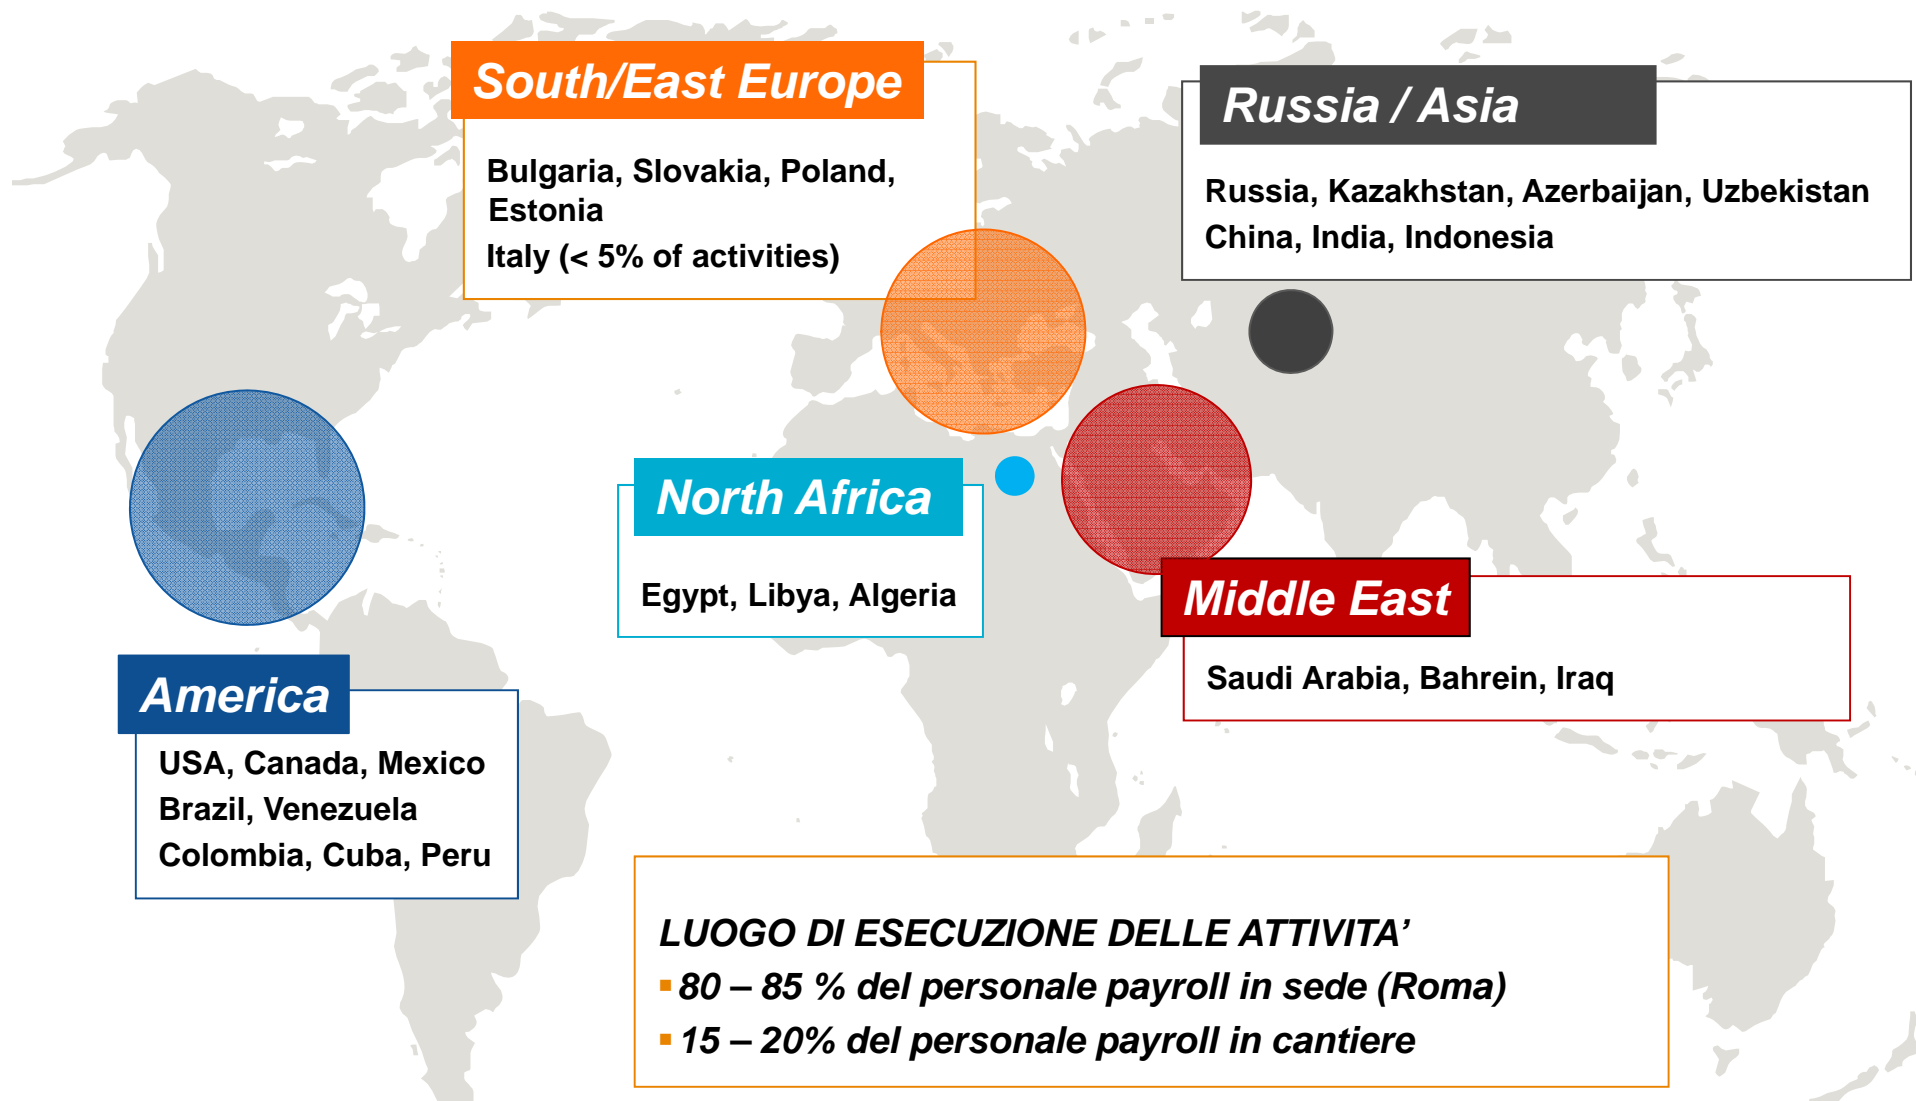 South/East Europe
Bulgaria, Slovakia, Poland,
Estonia
Italy (< 5% of activities)
Russia / Asia
Russia, Kazakhstan, Azerbaijan, Uzbekistan
China, India, Indonesia
North Africa
Egypt, Libya, Algeria
Middle East
Saudi Arabia, Bahrein, Iraq
America
USA, Canada, Mexico
Brazil, Venezuela
Colombia, Cuba, Peru
LUOGO DI ESECUZIONE DELLE ATTIVITA’
▪ 80 – 85 % del personale payroll in sede (Roma)
▪ 15 – 20% del personale payroll in cantiere